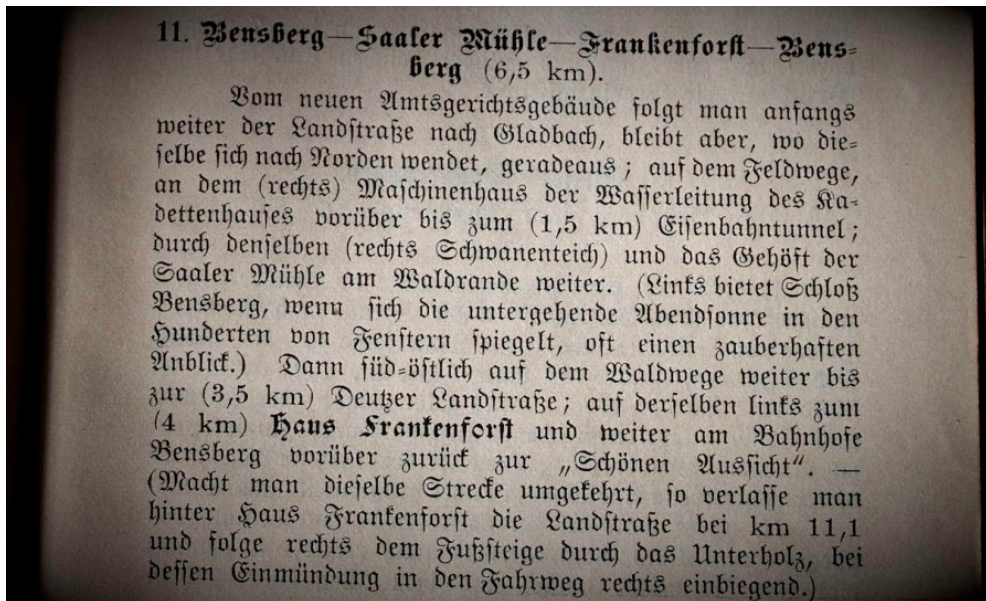 11. Bensberg—Saaler Mühle—Frankenforst—Bens-
berg (6,5 km).
Vom neuen Amtsgerichtsgebäude folgt man anfangs
weiter der Landstraße nach Gladbach, bleibt aber, wo die-
selbe sich nach Norden wendet, geradeaus; auf dem Feldwege,
an dem (rechts) Maschinenhaus der Wasserleitung des Ka-
dettenhauses vorüber bis zum (1,5 km) Eisenbahntunnel;
durch denselben (rechts Schwanenteich) und das Gehöft der
Saaler Mühle am Waldrande weiter. (Links bietet Schloß
Bensberg, wenn sich die untergehende Abendsonne in den
Hunderten von Fenstern spiegelt, oft einen zauberhaften
Anblick.) Dann süd-östlich auf dem Waldwege weiter bis
zur (3,5 km) Deutzer Landstraße; auf derselben links zum
(4 km) Haus Frankenforst und weiter am Bahnhofe
Bensberg vorüber zurück zur „Schönen Aussicht“. —
(Macht man dieselbe Strecke umgekehrt, so verlasse man
hinter Haus Frankenforst die Landstraße bei km 11,1
und folge rechts dem Fußsteige durch das Unterholz, bei
dessen Einmündung in den Fahrweg rechts einbiegend.)